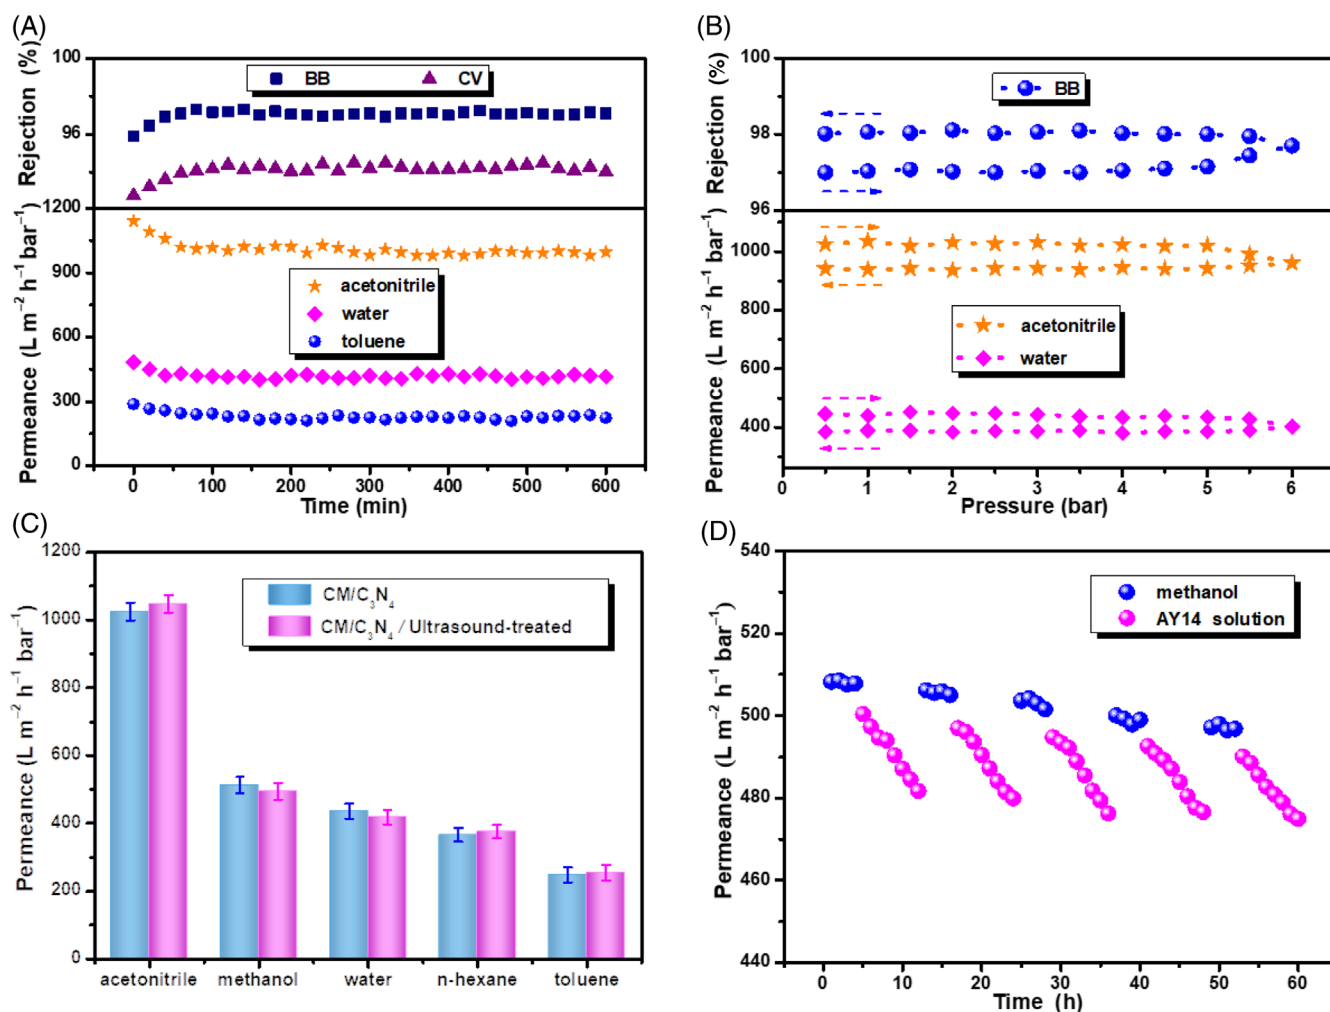 (A)
100
96
1200
900
600
300
0
Rejection (%)
Permeance (L m⁻² h⁻¹ bar⁻¹)
BB
CV
acetonitrile
water
toluene
0 100 200 300 400 500 600
Time (min)
(B)
100
98
96
1000
800
600
400
Rejection (%)
Permeance (L m⁻² h⁻¹ bar⁻¹)
BB
acetonitrile
water
0 1 2 3 4 5 6
Pressure (bar)
(C)
1200
1000
800
600
400
200
0
Permeance (L m⁻² h⁻¹ bar⁻¹)
CM/C₃N₄
CM/C₃N₄ / Ultrasound-treated
acetonitrile methanol water n-hexane toluene
(D)
540
520
500
480
460
440
Permeance (L m⁻² h⁻¹ bar⁻¹)
methanol
AY14 solution
0 10 20 30 40 50 60
Time (h)